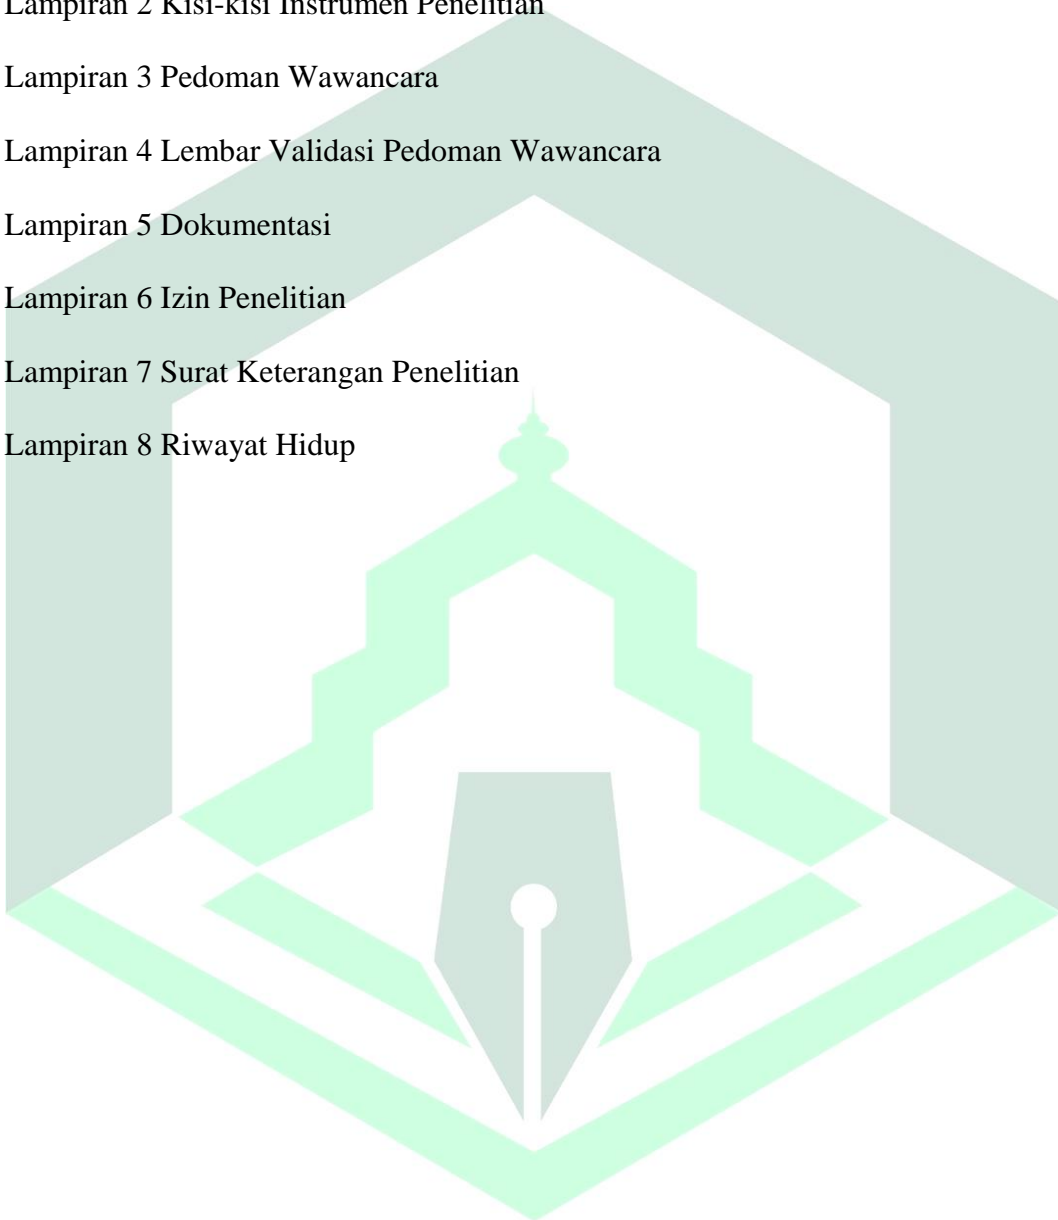 Lampiran 2 Kisi-kisi Instrumen Penelitian
Lampiran 3 Pedoman Wawancara
Lampiran 4 Lembar Validasi Pedoman Wawancara
Lampiran 5 Dokumentasi
Lampiran 6 Izin Penelitian
Lampiran 7 Surat Keterangan Penelitian
Lampiran 8 Riwayat Hidup